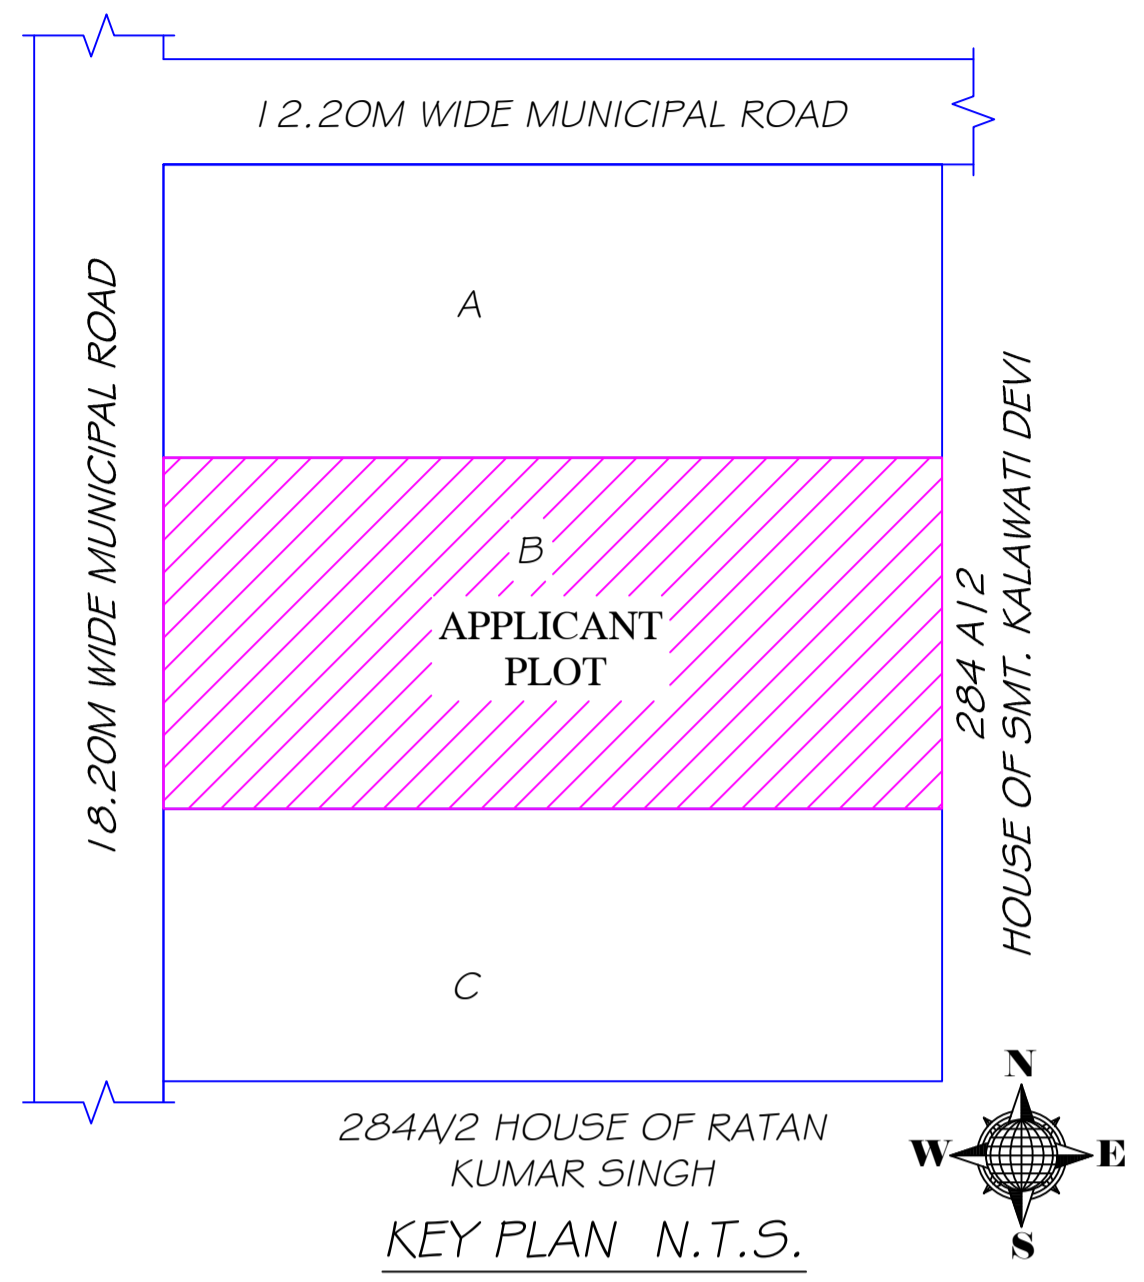 12.20M WIDE MUNICIPAL ROAD
18.20M WIDE MUNICIPAL ROAD
A
B
APPLICANT
PLOT
284 A12
HOUSE OF SMT. KALAWATI DEVI
C
284A/2 HOUSE OF RATAN
KUMAR SINGH
KEY PLAN N.T.S.
N
W
E
S